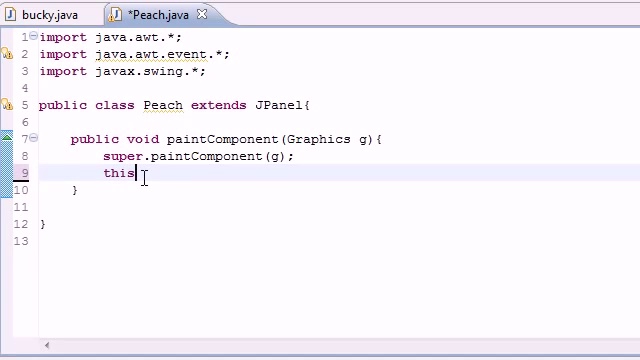 bucky.java
*Peach.java
1 import java.awt.*;
2 import java.awt.event.*;
3 import javax.swing.*;
4
5 public class Peach extends JPanel{
6
7 public void paintComponent(Graphics g){
8 super.paintComponent(g);
9 this
10 }
11
12 }
13